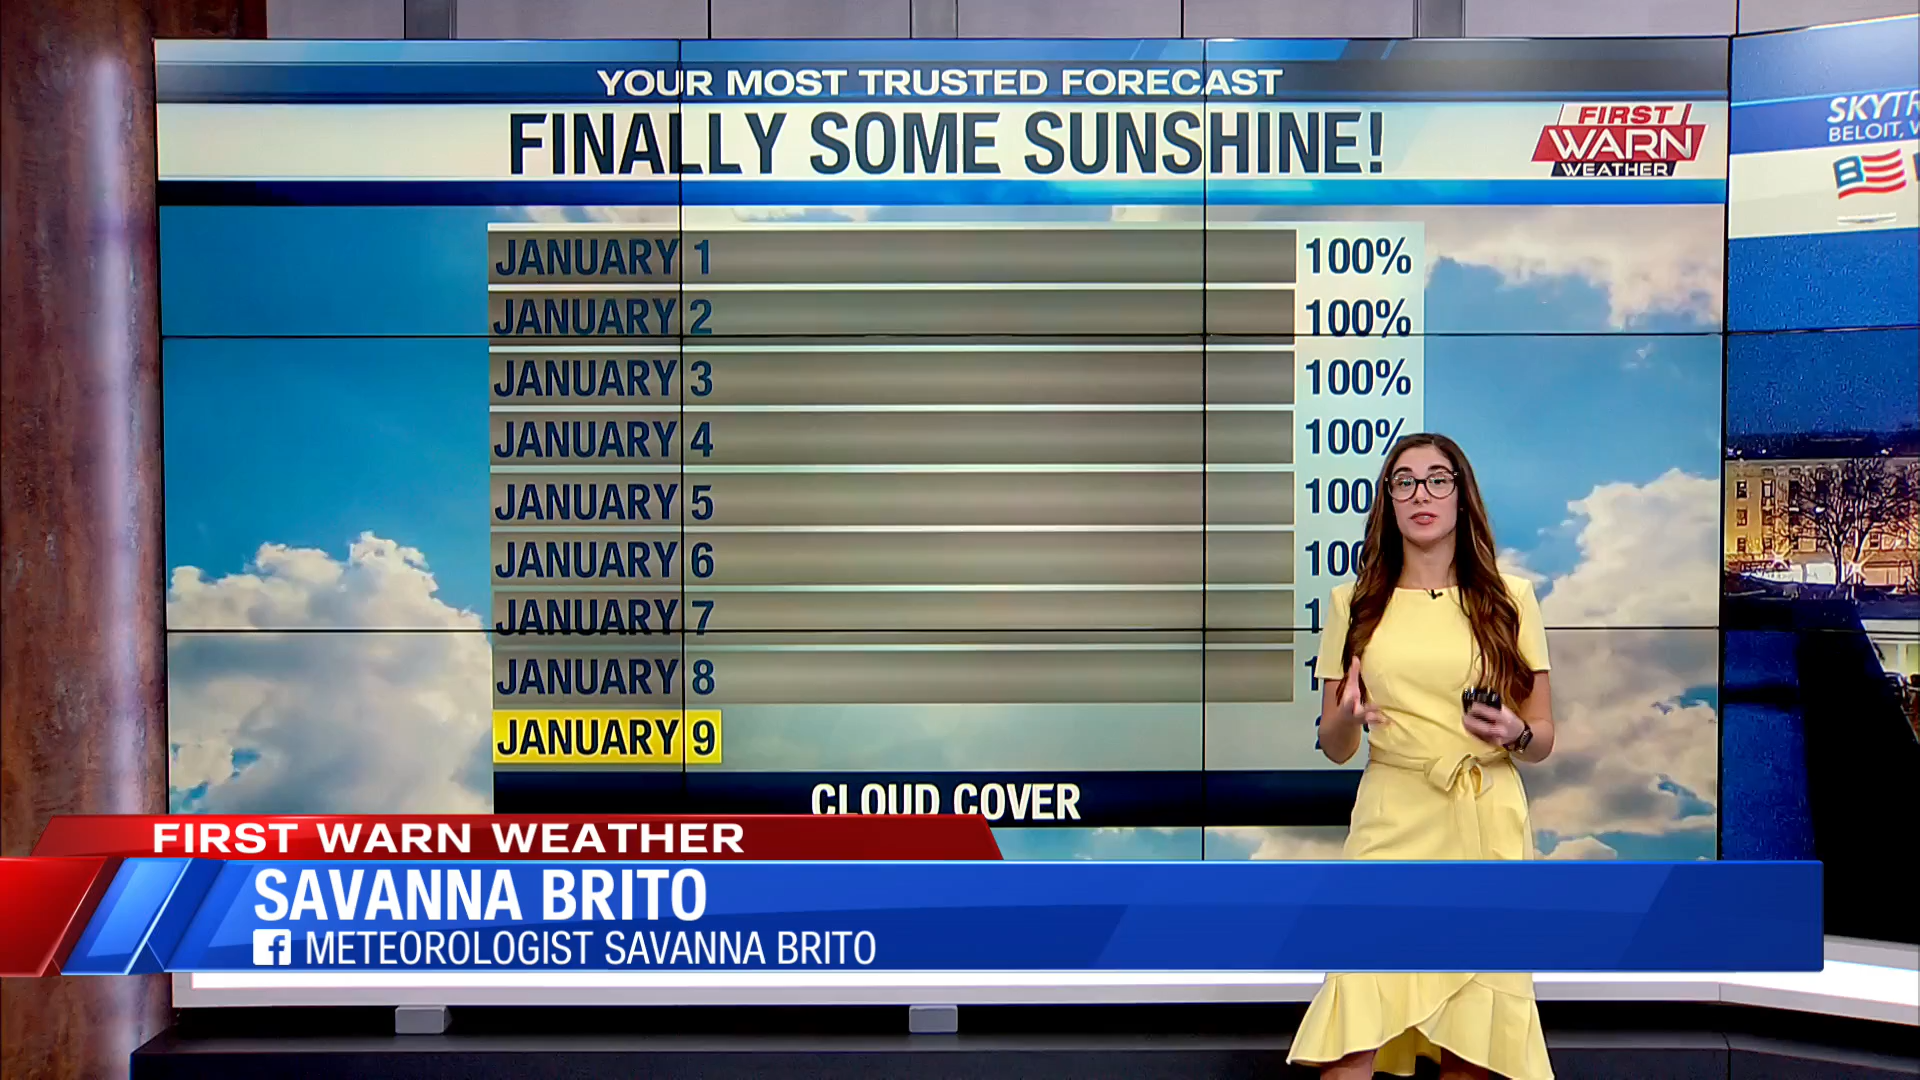 YOUR MOST TRUSTED FORECAST
FINALLY SOME SUNSHINE!
FIRST
WARN
WEATHER
JANUARY 1 100%
JANUARY 2 100%
JANUARY 3 100%
JANUARY 4 100%
JANUARY 5
JANUARY 6
JANUARY 7
JANUARY 8
JANUARY 9
CLOUD COVER
BELOIT,
FIRST WARN WEATHER
SAVANNA BRITO
METEOROLOGIST SAVANNA BRITO